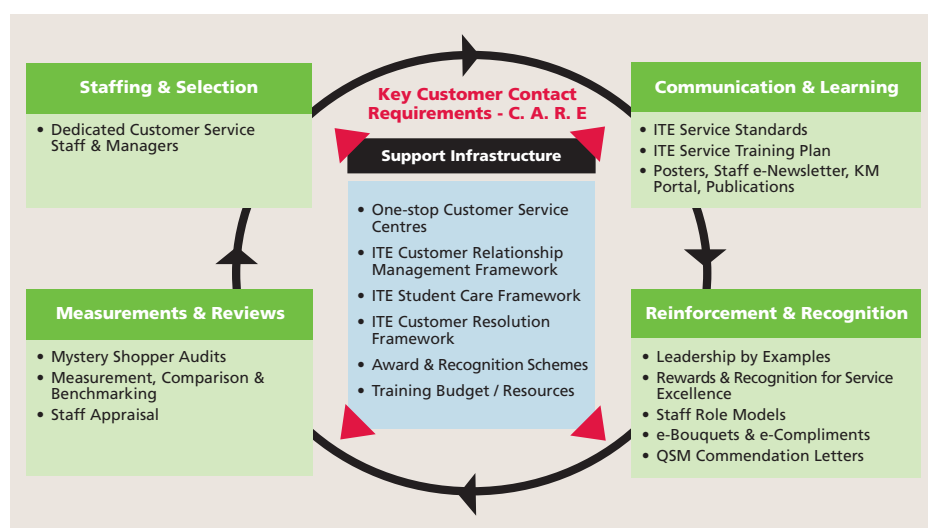 Staffing & Selection
• Dedicated Customer Service
Staff & Managers
Key Customer Contact
Requirements - C. A. R. E
Support Infrastructure
• One-stop Customer Service
Centres
• ITE Customer Relationship
Management Framework
• ITE Student Care Framework
• ITE Customer Resolution
Framework
• Award & Recognition Schemes
• Training Budget / Resources
Communication & Learning
• ITE Service Standards
• ITE Service Training Plan
• Posters, Staff e-Newsletter, KM
Portal, Publications
Measurements & Reviews
• Mystery Shopper Audits
• Measurement, Comparison &
Benchmarking
• Staff Appraisal
Reinforcement & Recognition
• Leadership by Examples
• Rewards & Recognition for Service
Excellence
• Staff Role Models
• e-Bouquets & e-Compliments
• QSM Commendation Letters